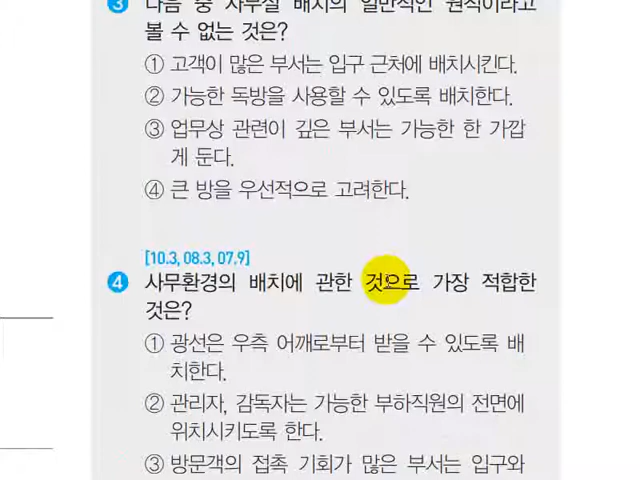 3 다음 중 사무실 배치의 일반적인 원칙이라고
볼 수 없는 것은?
① 고객이 많은 부서는 입구 근처에 배치시킨다.
② 가능한 독방을 사용할 수 있도록 배치한다.
③ 업무상 관련이 깊은 부서는 가능한 한 가깝
게 둔다.
④ 큰 방을 우선적으로 고려한다.
[10.3, 08.3, 07.9]
4 사무환경의 배치에 관한 것으로 가장 적합한
것은?
① 광선은 우측 어깨로부터 받을 수 있도록 배
치한다.
② 관리자, 감독자는 가능한 부하직원의 전면에
위치시키도록 한다.
③ 방문객의 접촉 기회가 많은 부서는 입구와